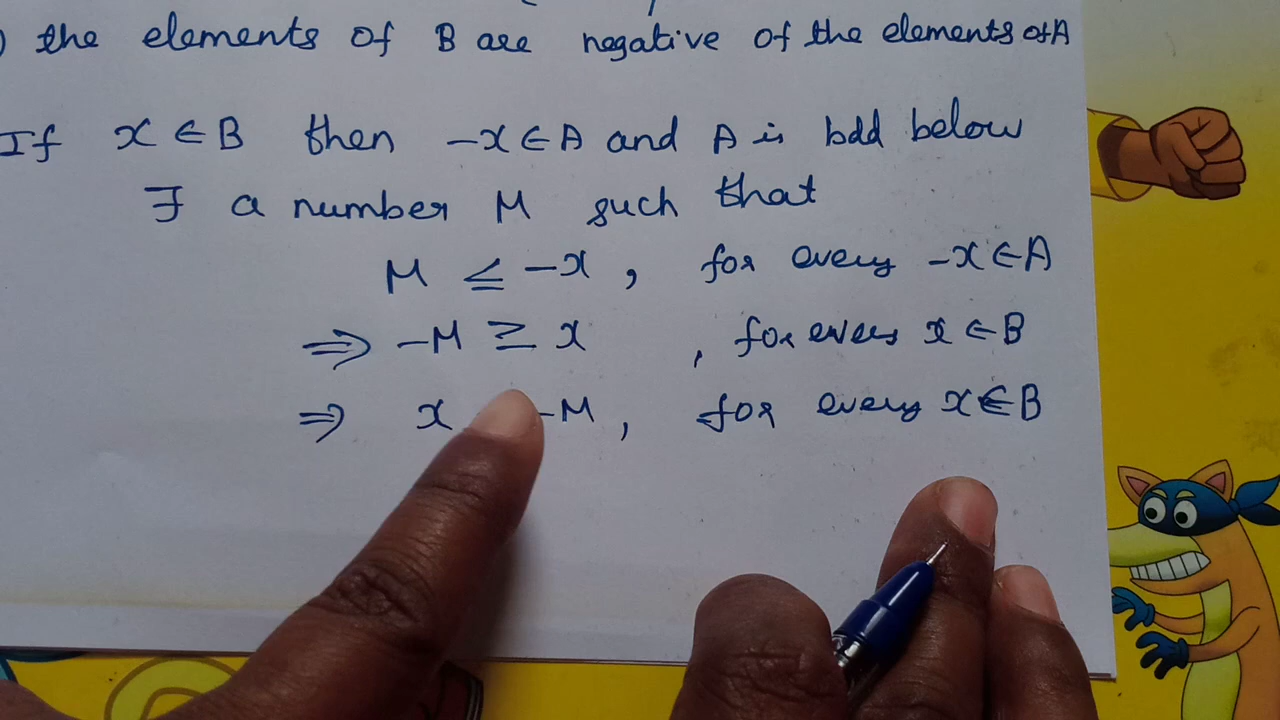 ) the elements of B are negative of the elements of A
If x ∈ B then -x ∈ A and A is bdd below
∃ a number M such that
M ≤ -x , for every -x ∈ A
⇒ -M ≥ x , for every x ∈ B
⇒ x -M , for every x ∈ B